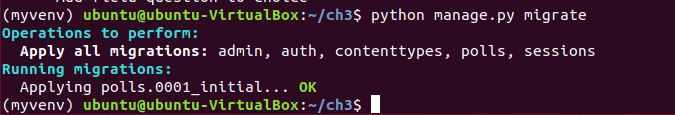 (myvenv) ubuntu@ubuntu-VirtualBox:~/ch3$ python manage.py migrate
Operations to perform:
  Apply all migrations: admin, auth, contenttypes, polls, sessions
Running migrations:
  Applying polls.0001_initial... OK
(myvenv) ubuntu@ubuntu-VirtualBox:~/ch3$